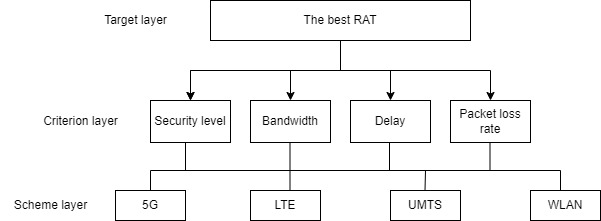 Target layer
The best RAT
Criterion layer
Security level
Bandwidth
Delay
Packet loss
rate
Scheme layer
5G
LTE
UMTS
WLAN